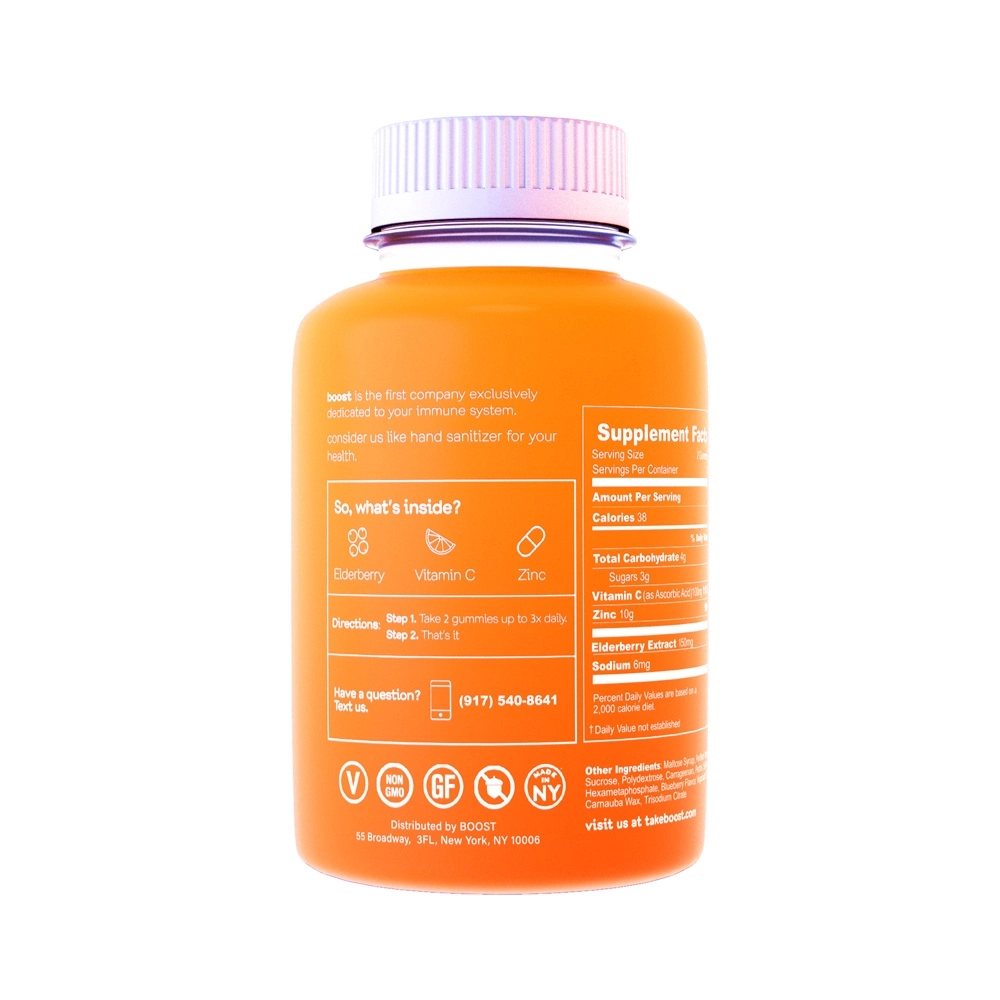 boost is the first company exclusively
dedicated to your immune system.
consider us like hand sanitizer for your
health.
So, what's inside?
Elderberry Vitamin C Zinc
Directions: Step 1. Take 2 gummies up to 3x daily.
Step 2. That's it
Have a question?
Text us.
(917) 540-8641
V
NON
GMO
GF
MADE
IN
NY
Distributed by BOOST
55 Broadway, 3FL, New York, NY 10006
Supplement
Serving Size
Servings Per Container
Amount Per Serving
Calories 38
% Daily
Total Carbohydrate 4g
Sugars 3g
Vitamin C (as Ascorbic Acid)
Zinc 10g
Elderberry Extract 150mg
Sodium 6mg
Percent Daily Values are based on a
2,000 calorie diet.
† Daily Value not established
Other Ingredients: Maltose Syrup,
Sucrose, Polydextrose, Carrageenan,
Hexametaphosphate, Blueberry Flavor,
Carnauba Wax, Trisodium Citrate
visit us at takeboost.com